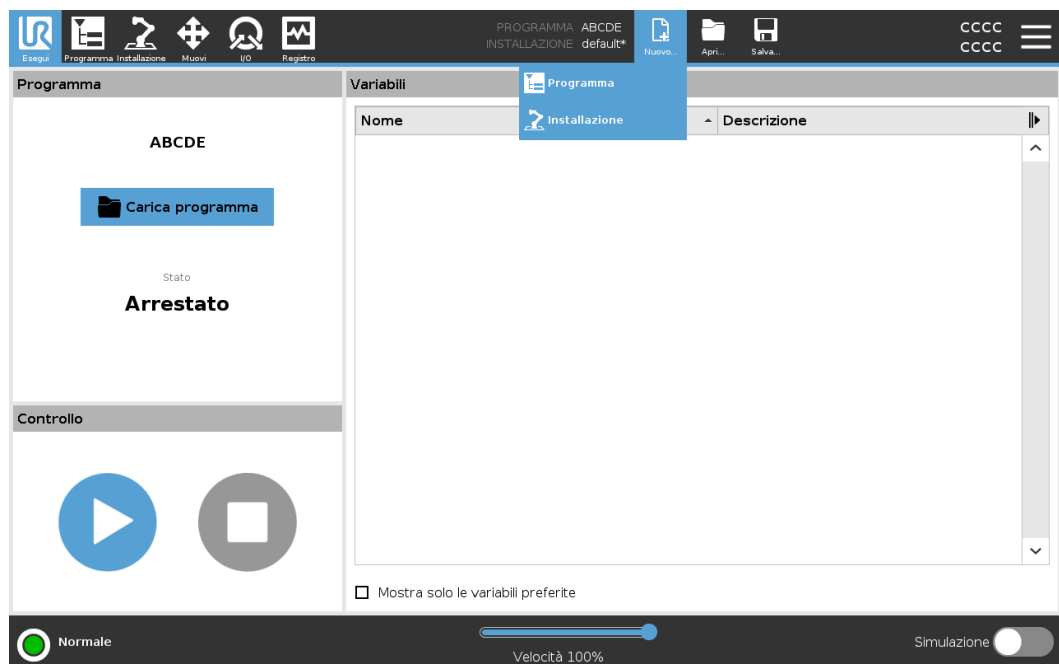 Esegui
Programma
Installazione
Muovi
I/O
Registro
PROGRAMMA ABCDE
INSTALLAZIONE default*
Nuovo...
Apri...
Salva...
CCCC
CCCC
Programma
Variabili
Programma
Installazione
Nome
Descrizione
ABCDE
Carica programma
Stato
Arrestato
Controllo
Mostra solo le variabili preferite
Normale
Velocità 100%
Simulazione